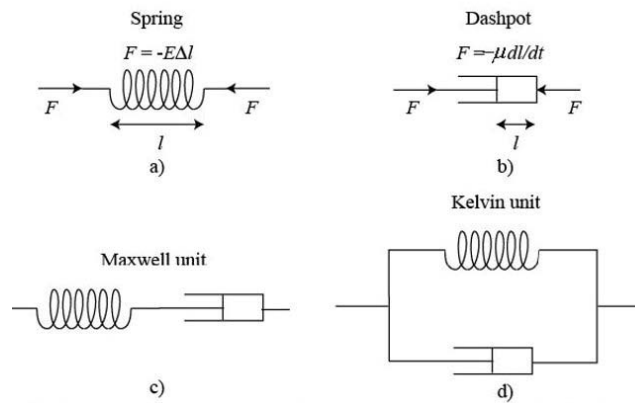 Spring
F = -EΔl
F
F
l
a)
Dashpot
F=-μdl/dt
F
F
l
b)
Maxwell unit
c)
Kelvin unit
d)